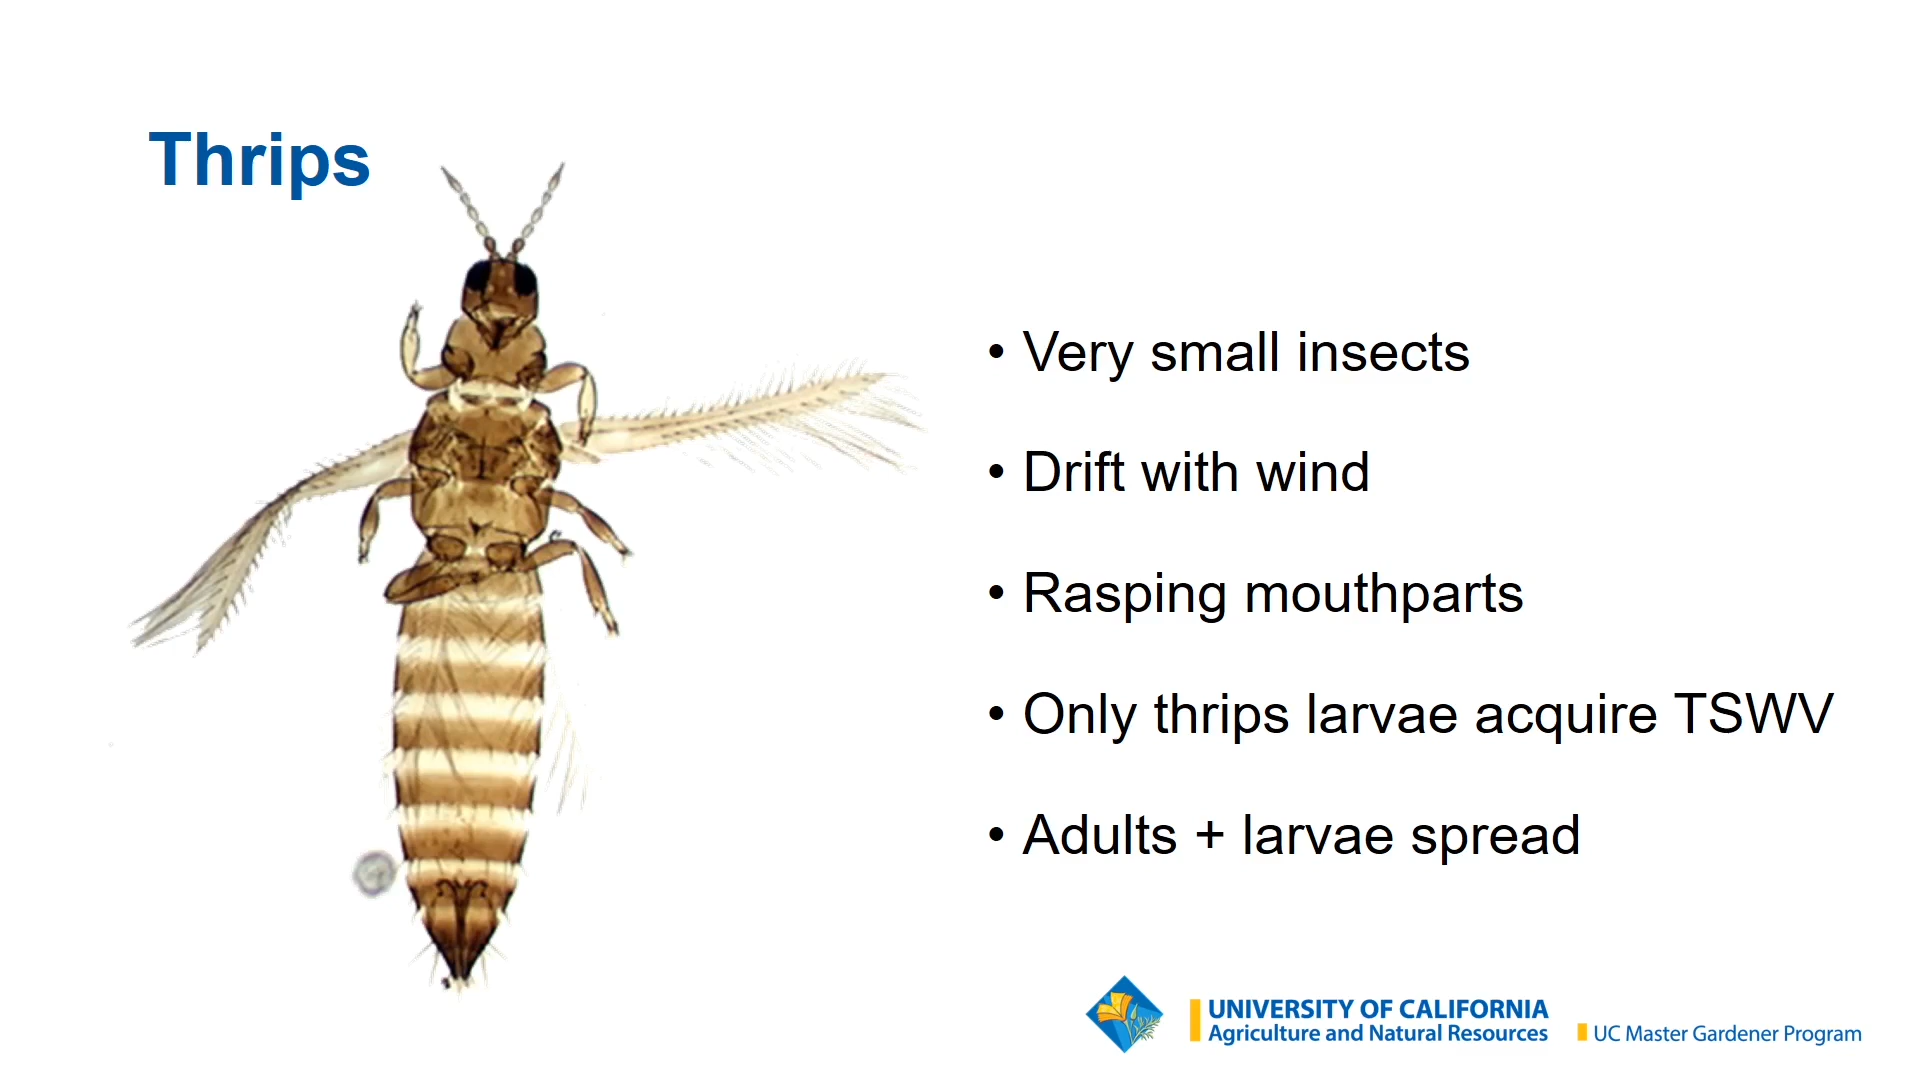 Thrips
• Very small insects
• Drift with wind
• Rasping mouthparts
• Only thrips larvae acquire TSWV
• Adults + larvae spread
UNIVERSITY OF CALIFORNIA
Agriculture and Natural Resources
UC Master Gardener Program